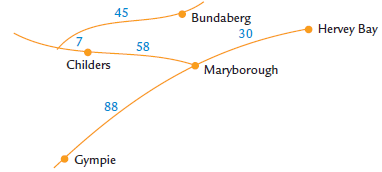 45
Bundaberg
30
Hervey Bay
7
58
Childers
Maryborough
88
Gympie